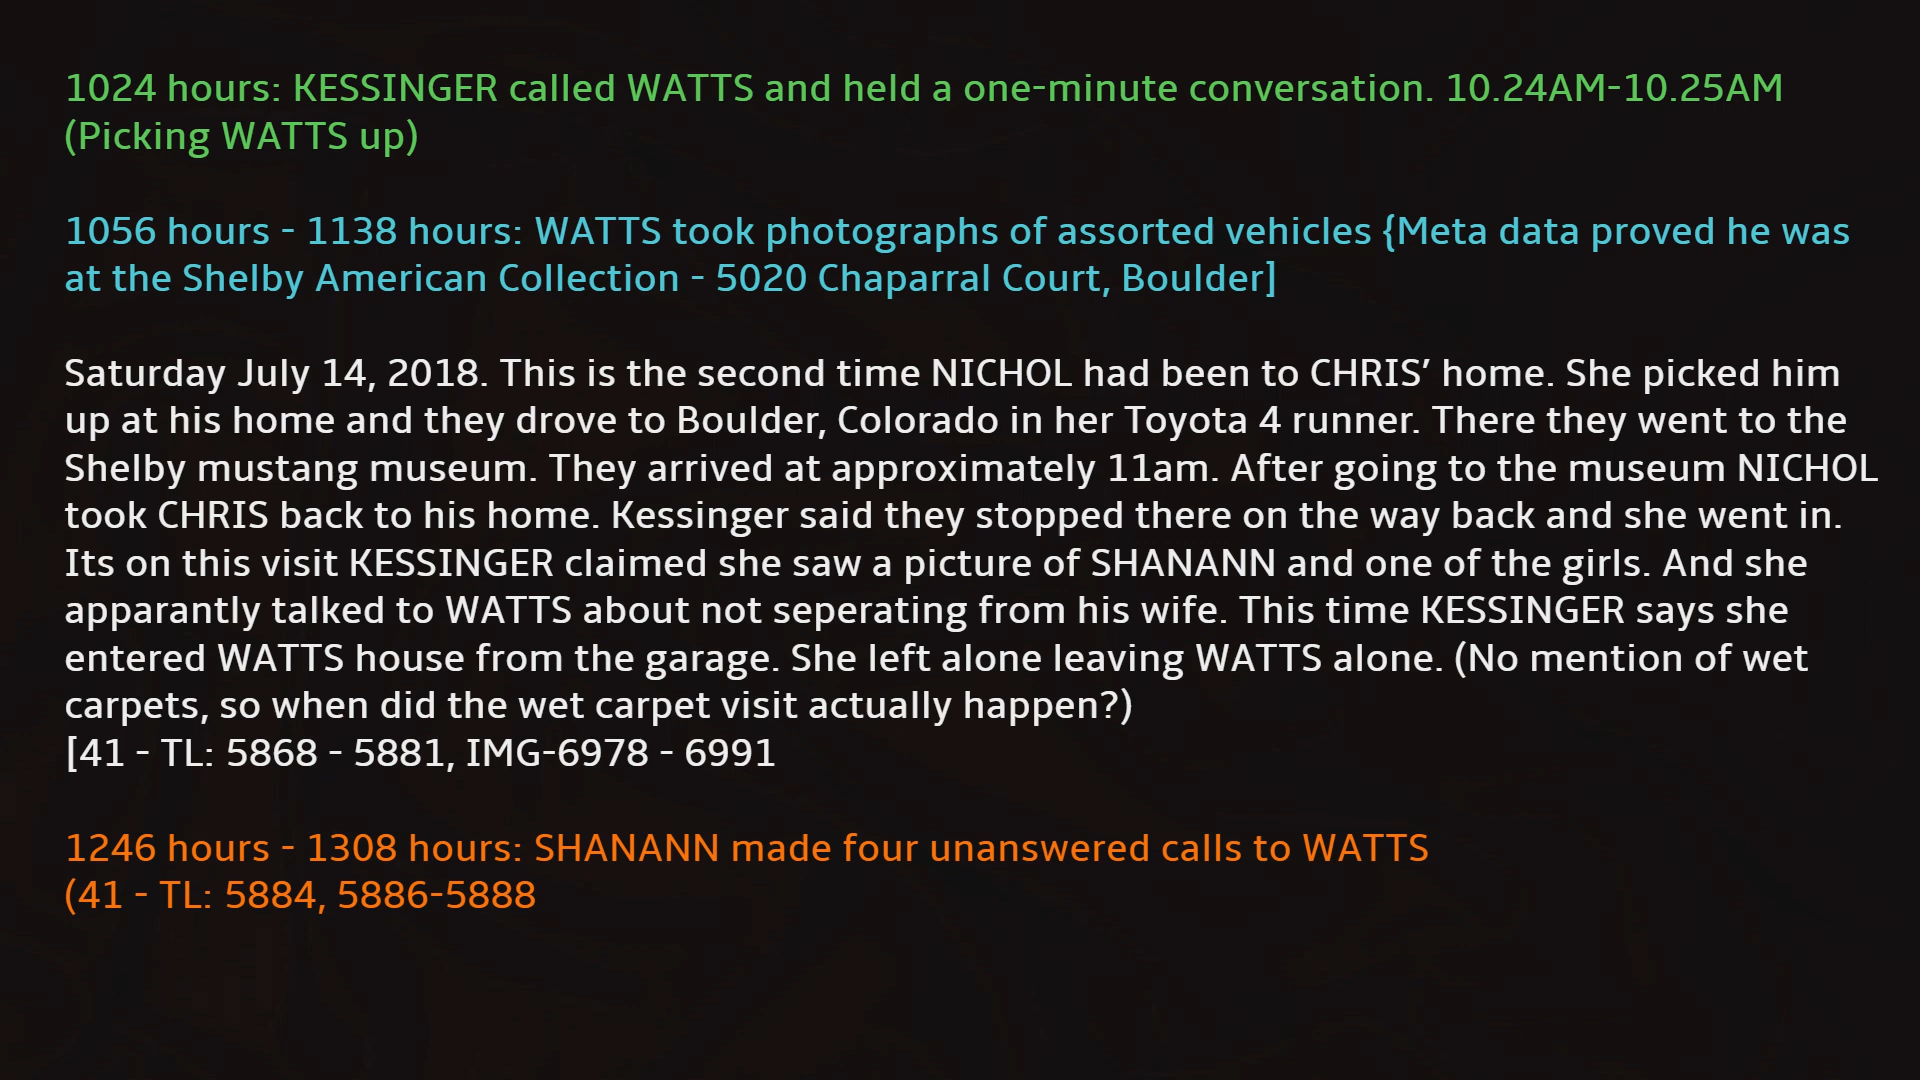 1024 hours: KESSINGER called WATTS and held a one-minute conversation. 10.24AM-10.25AM
(Picking WATTS up)
1056 hours - 1138 hours: WATTS took photographs of assorted vehicles {Meta data proved he was
at the Shelby American Collection - 5020 Chaparral Court, Boulder]
Saturday July 14, 2018. This is the second time NICHOL had been to CHRIS’ home. She picked him
up at his home and they drove to Boulder, Colorado in her Toyota 4 runner. There they went to the
Shelby mustang museum. They arrived at approximately 11am. After going to the museum NICHOL
took CHRIS back to his home. Kessinger said they stopped there on the way back and she went in.
Its on this visit KESSINGER claimed she saw a picture of SHANANN and one of the girls. And she
apparantly talked to WATTS about not seperating from his wife. This time KESSINGER says she
entered WATTS house from the garage. She left alone leaving WATTS alone. (No mention of wet
carpets, so when did the wet carpet visit actually happen?)
[41 - TL: 5868 - 5881, IMG-6978 - 6991
1246 hours - 1308 hours: SHANANN made four unanswered calls to WATTS
(41 - TL: 5884, 5886-5888